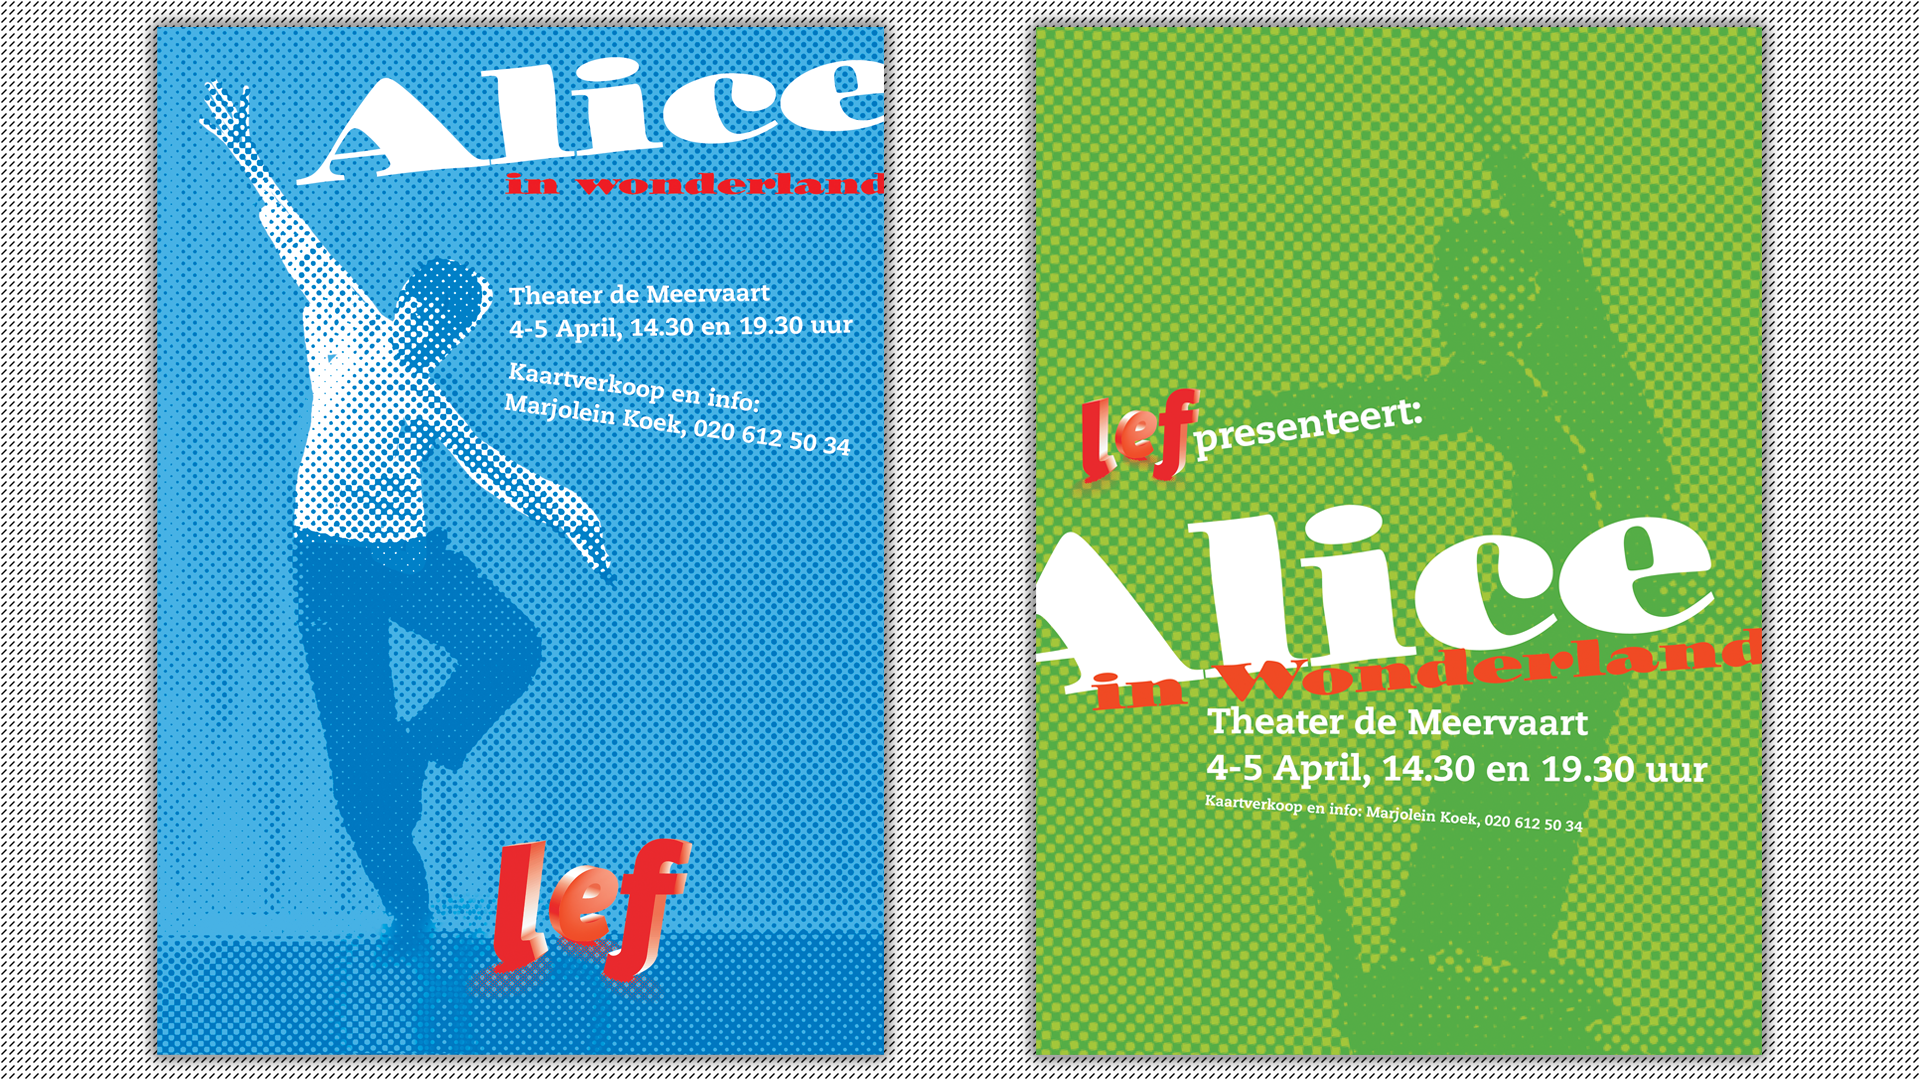 Alice
in wonderland
Theater de Meervaart
4-5 April, 14.30 en 19.30 uur
Kaartverkoop en info:
Marjolein Koek, 020 612 50 34
lef
lef presenteert:
Alice
in Wonderland
Theater de Meervaart
4-5 April, 14.30 en 19.30 uur
Kaartverkoop en info: Marjolein Koek, 020 612 50 34